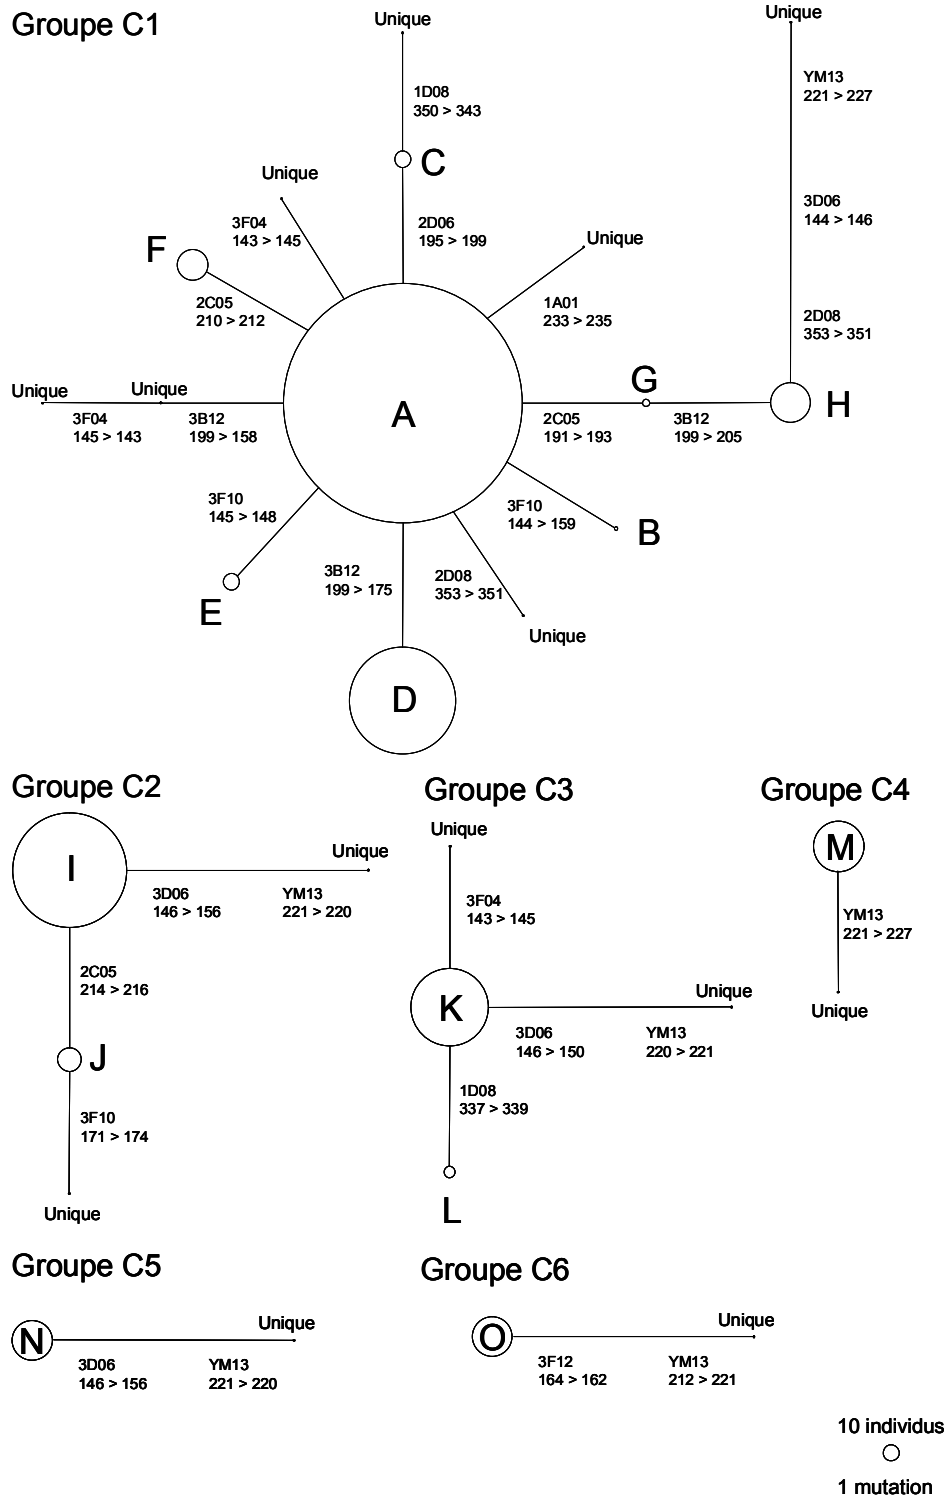 Groupe C1
Unique
Unique
YM13
221 > 227
1D08
350 > 343
C
Unique
3D06
144 > 146
3F04
143 > 145
2D06
195 > 199
Unique
F
2C05
210 > 212
1A01
233 > 235
2D08
353 > 351
Unique
Unique
G
H
A
3F04
145 > 143
3B12
199 > 158
2C05
191 > 193
3B12
199 > 205
3F10
145 > 148
3F10
144 > 159
B
3B12
199 > 175
2D08
353 > 351
E
Unique
D
Groupe C2
Groupe C3
Groupe C4
Unique
I
Unique
M
3D06
146 > 156
YM13
221 > 220
3F04
143 > 145
YM13
221 > 227
2C05
214 > 216
K
Unique
Unique
3D06
146 > 150
YM13
220 > 221
J
1D08
337 > 339
3F10
171 > 174
Unique
L
Groupe C5
Groupe C6
N
Unique
O
Unique
3D06
146 > 156
YM13
221 > 220
3F12
164 > 162
YM13
212 > 221
10 individus
1 mutation